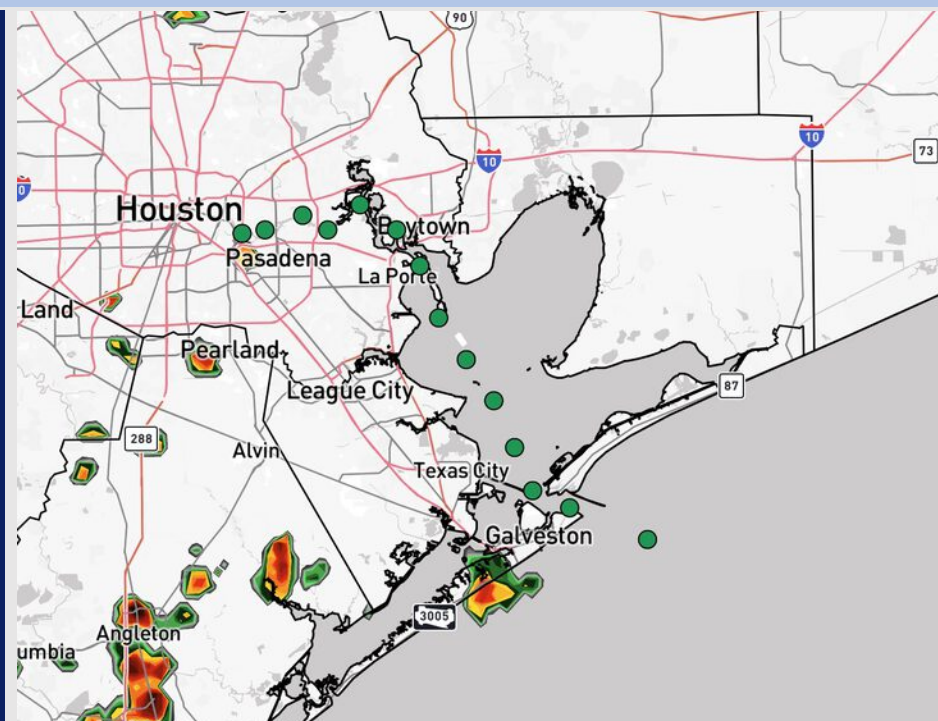 90
10
73
10
0
Houston
Baytown
Pasadena
La Porte
Land
Pearland
87
League City
288
Alvin
Texas City
Galveston
3005
Angleton
umbia